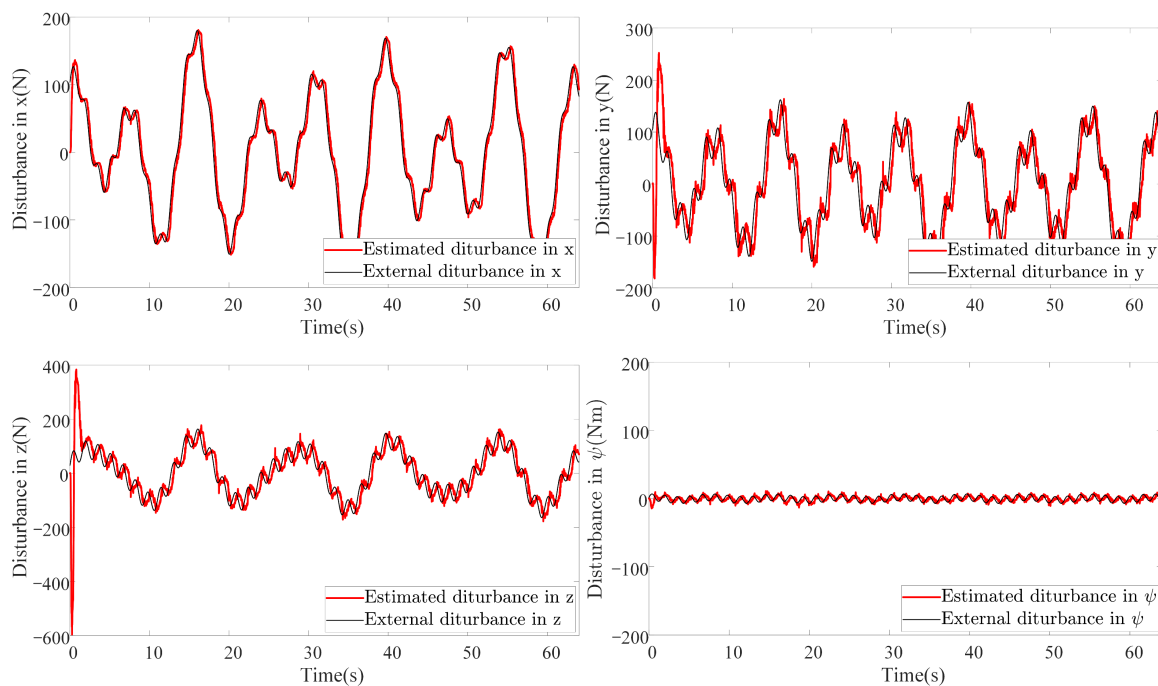 200
100
0
−100
−200
Disturbance in x(N)
0 10 20 30 40 50 60
Time(s)
Estimated diturbance in x
External diturbance in x
300
200
100
0
−100
−200
Disturbance in y(N)
0 10 20 30 40 50 60
Time(s)
Estimated diturbance in y
External diturbance in y
400
200
0
−200
−400
−600
Disturbance in z(N)
0 10 20 30 40 50 60
Time(s)
Estimated diturbance in z
External diturbance in z
200
100
0
−100
−200
Disturbance in ψ(Nm)
0 10 20 30 40 50 60
Time(s)
Estimated diturbance in ψ
External diturbance in ψ